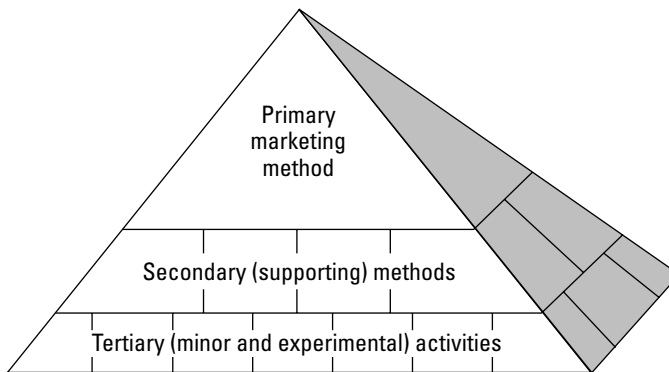 Primary
marketing
method
Secondary (supporting) methods
Tertiary (minor and experimental) activities